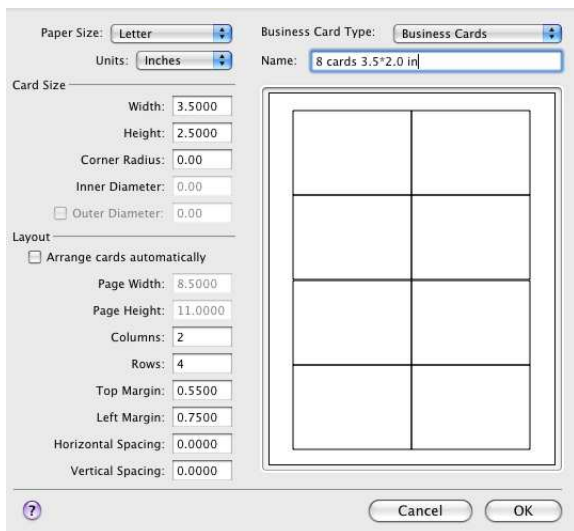 Paper Size: Letter
Units: Inches
Card Size
Width: 3.5000
Height: 2.5000
Corner Radius: 0.00
Inner Diameter: 0.00
Outer Diameter: 0.00
Layout
Arrange cards automatically
Page Width: 8.5000
Page Height: 11.0000
Columns: 2
Rows: 4
Top Margin: 0.5500
Left Margin: 0.7500
Horizontal Spacing: 0.0000
Vertical Spacing: 0.0000
Business Card Type: Business Cards
Name: 8 cards 3.5*2.0 in
?
Cancel
OK